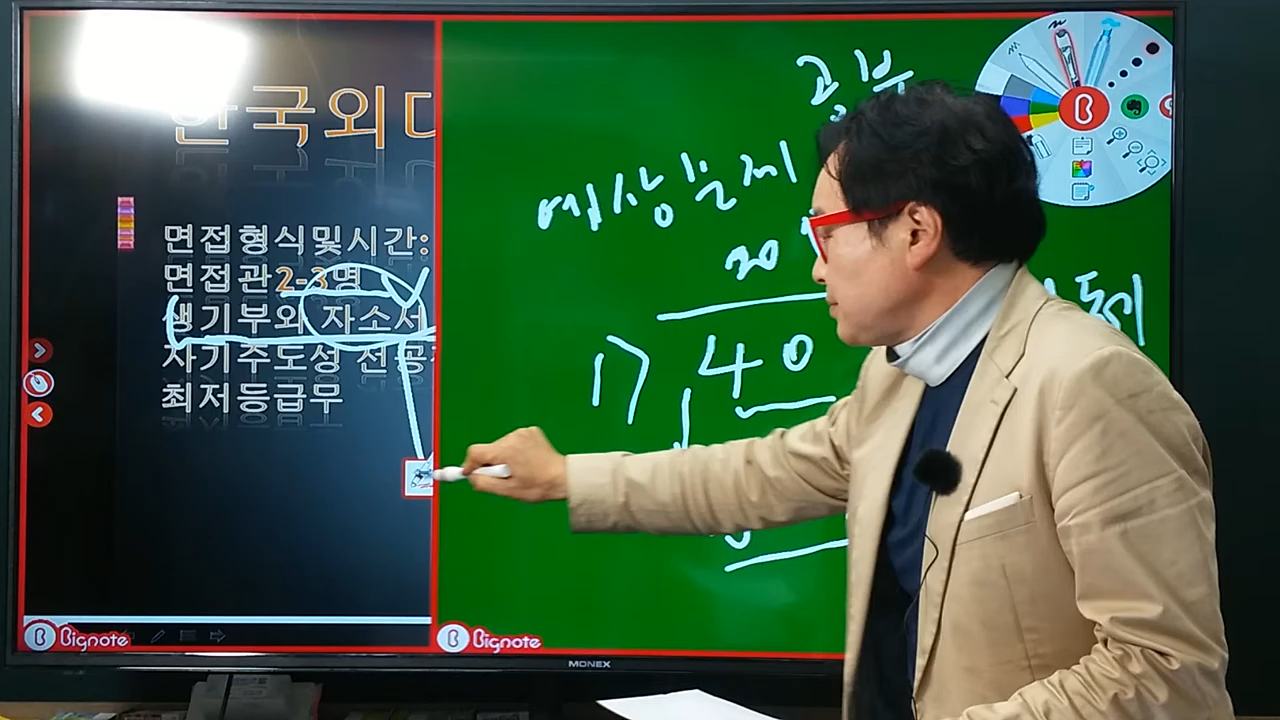 한국외대
면접형식및시간:
면접관 2-3명
생기부와 자소서
자기주도성 전공
최저등급무
Bignote
공부
예상문제
20
17
40
Bignote
MONEX